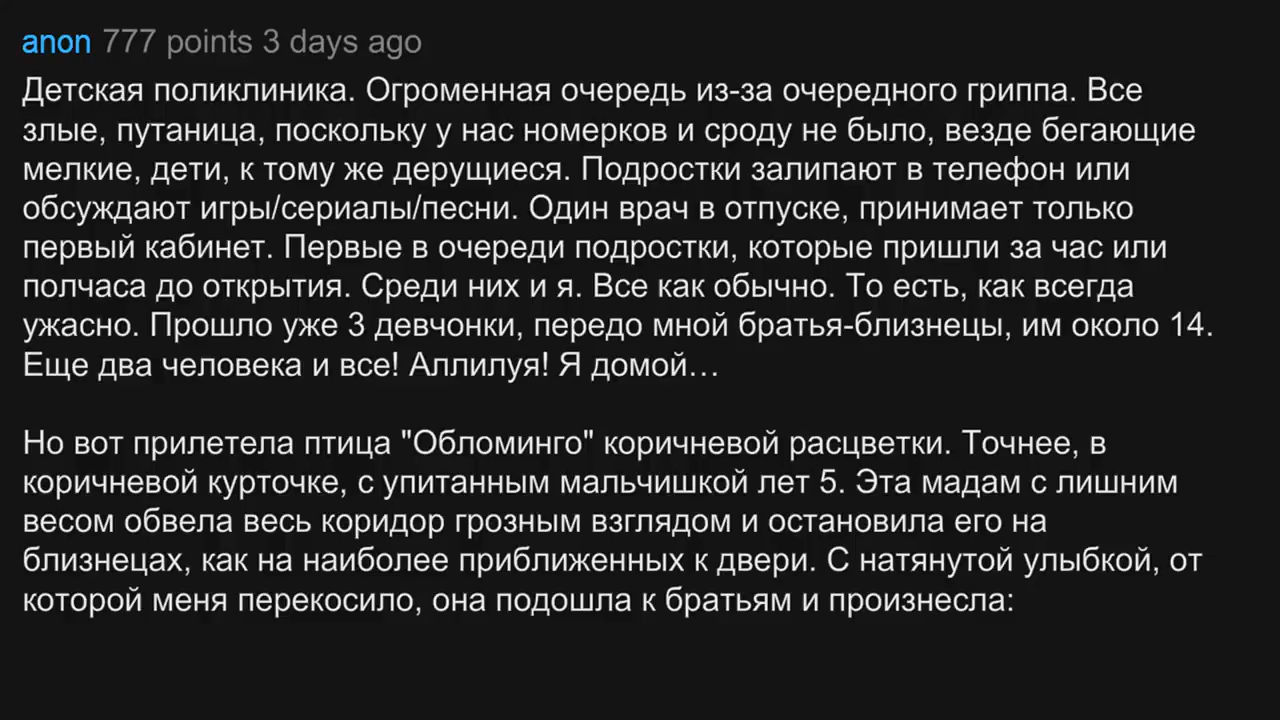 anon 777 points 3 days ago
Детская поликлиника. Огроменная очередь из-за очередного гриппа. Все
злые, путаница, поскольку у нас номерков и сроду не было, везде бегающие
мелкие, дети, к тому же дерущиеся. Подростки залипают в телефон или
обсуждают игры/сериалы/песни. Один врач в отпуске, принимает только
первый кабинет. Первые в очереди подростки, которые пришли за час или
полчаса до открытия. Среди них и я. Все как обычно. То есть, как всегда
ужасно. Прошло уже 3 девчонки, передо мной братья-близнецы, им около 14.
Еще два человека и все! Аллилуя! Я домой…
Но вот прилетела птица "Обломинго" коричневой расцветки. Точнее, в
коричневой курточке, с упитанным мальчишкой лет 5. Эта мадам с лишним
весом обвела весь коридор грозным взглядом и остановила его на
близнецах, как на наиболее приближенных к двери. С натянутой улыбкой, от
которой меня перекосило, она подошла к братьям и произнесла: